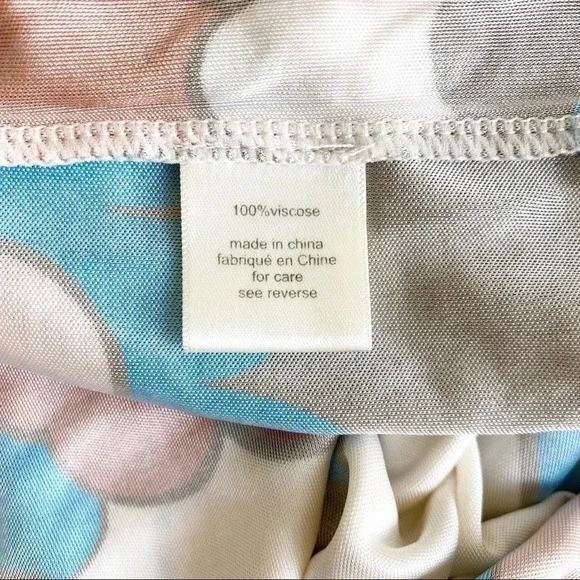 100%viscose
made in china
fabriqué en Chine
for care
see reverse